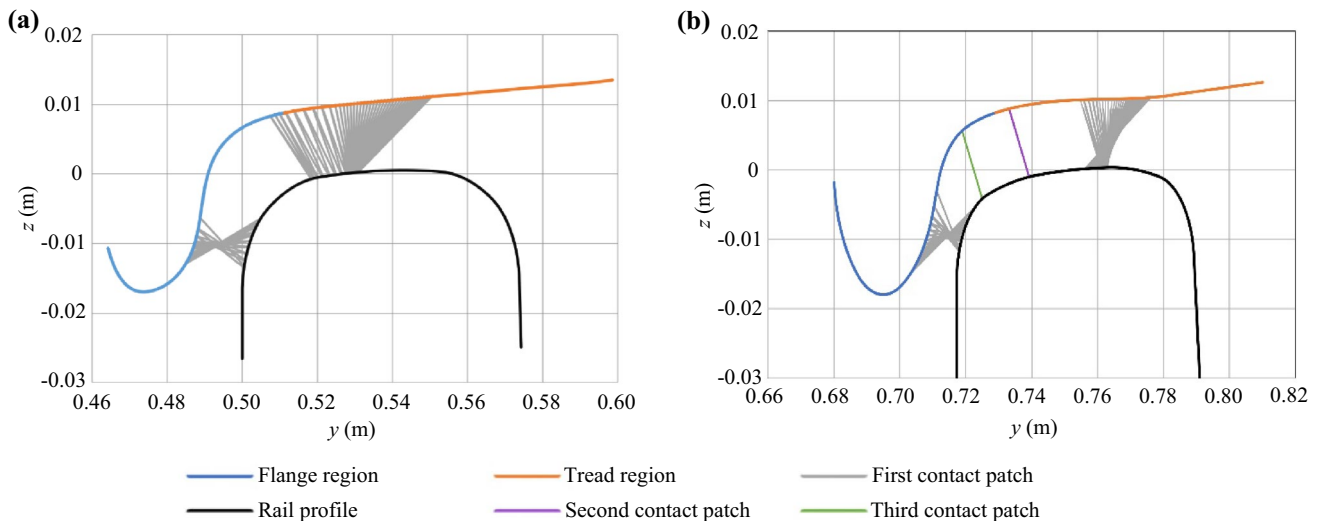 (a)
0.02
0.01
0
-0.01
-0.02
-0.03
z (m)
0.46 0.48 0.50 0.52 0.54 0.56 0.58 0.60
y (m)
(b)
0.02
0.01
0
-0.01
-0.02
-0.03
z (m)
0.66 0.68 0.70 0.72 0.74 0.76 0.78 0.80 0.82
y (m)
Flange region Tread region First contact patch
Rail profile Second contact patch Third contact patch